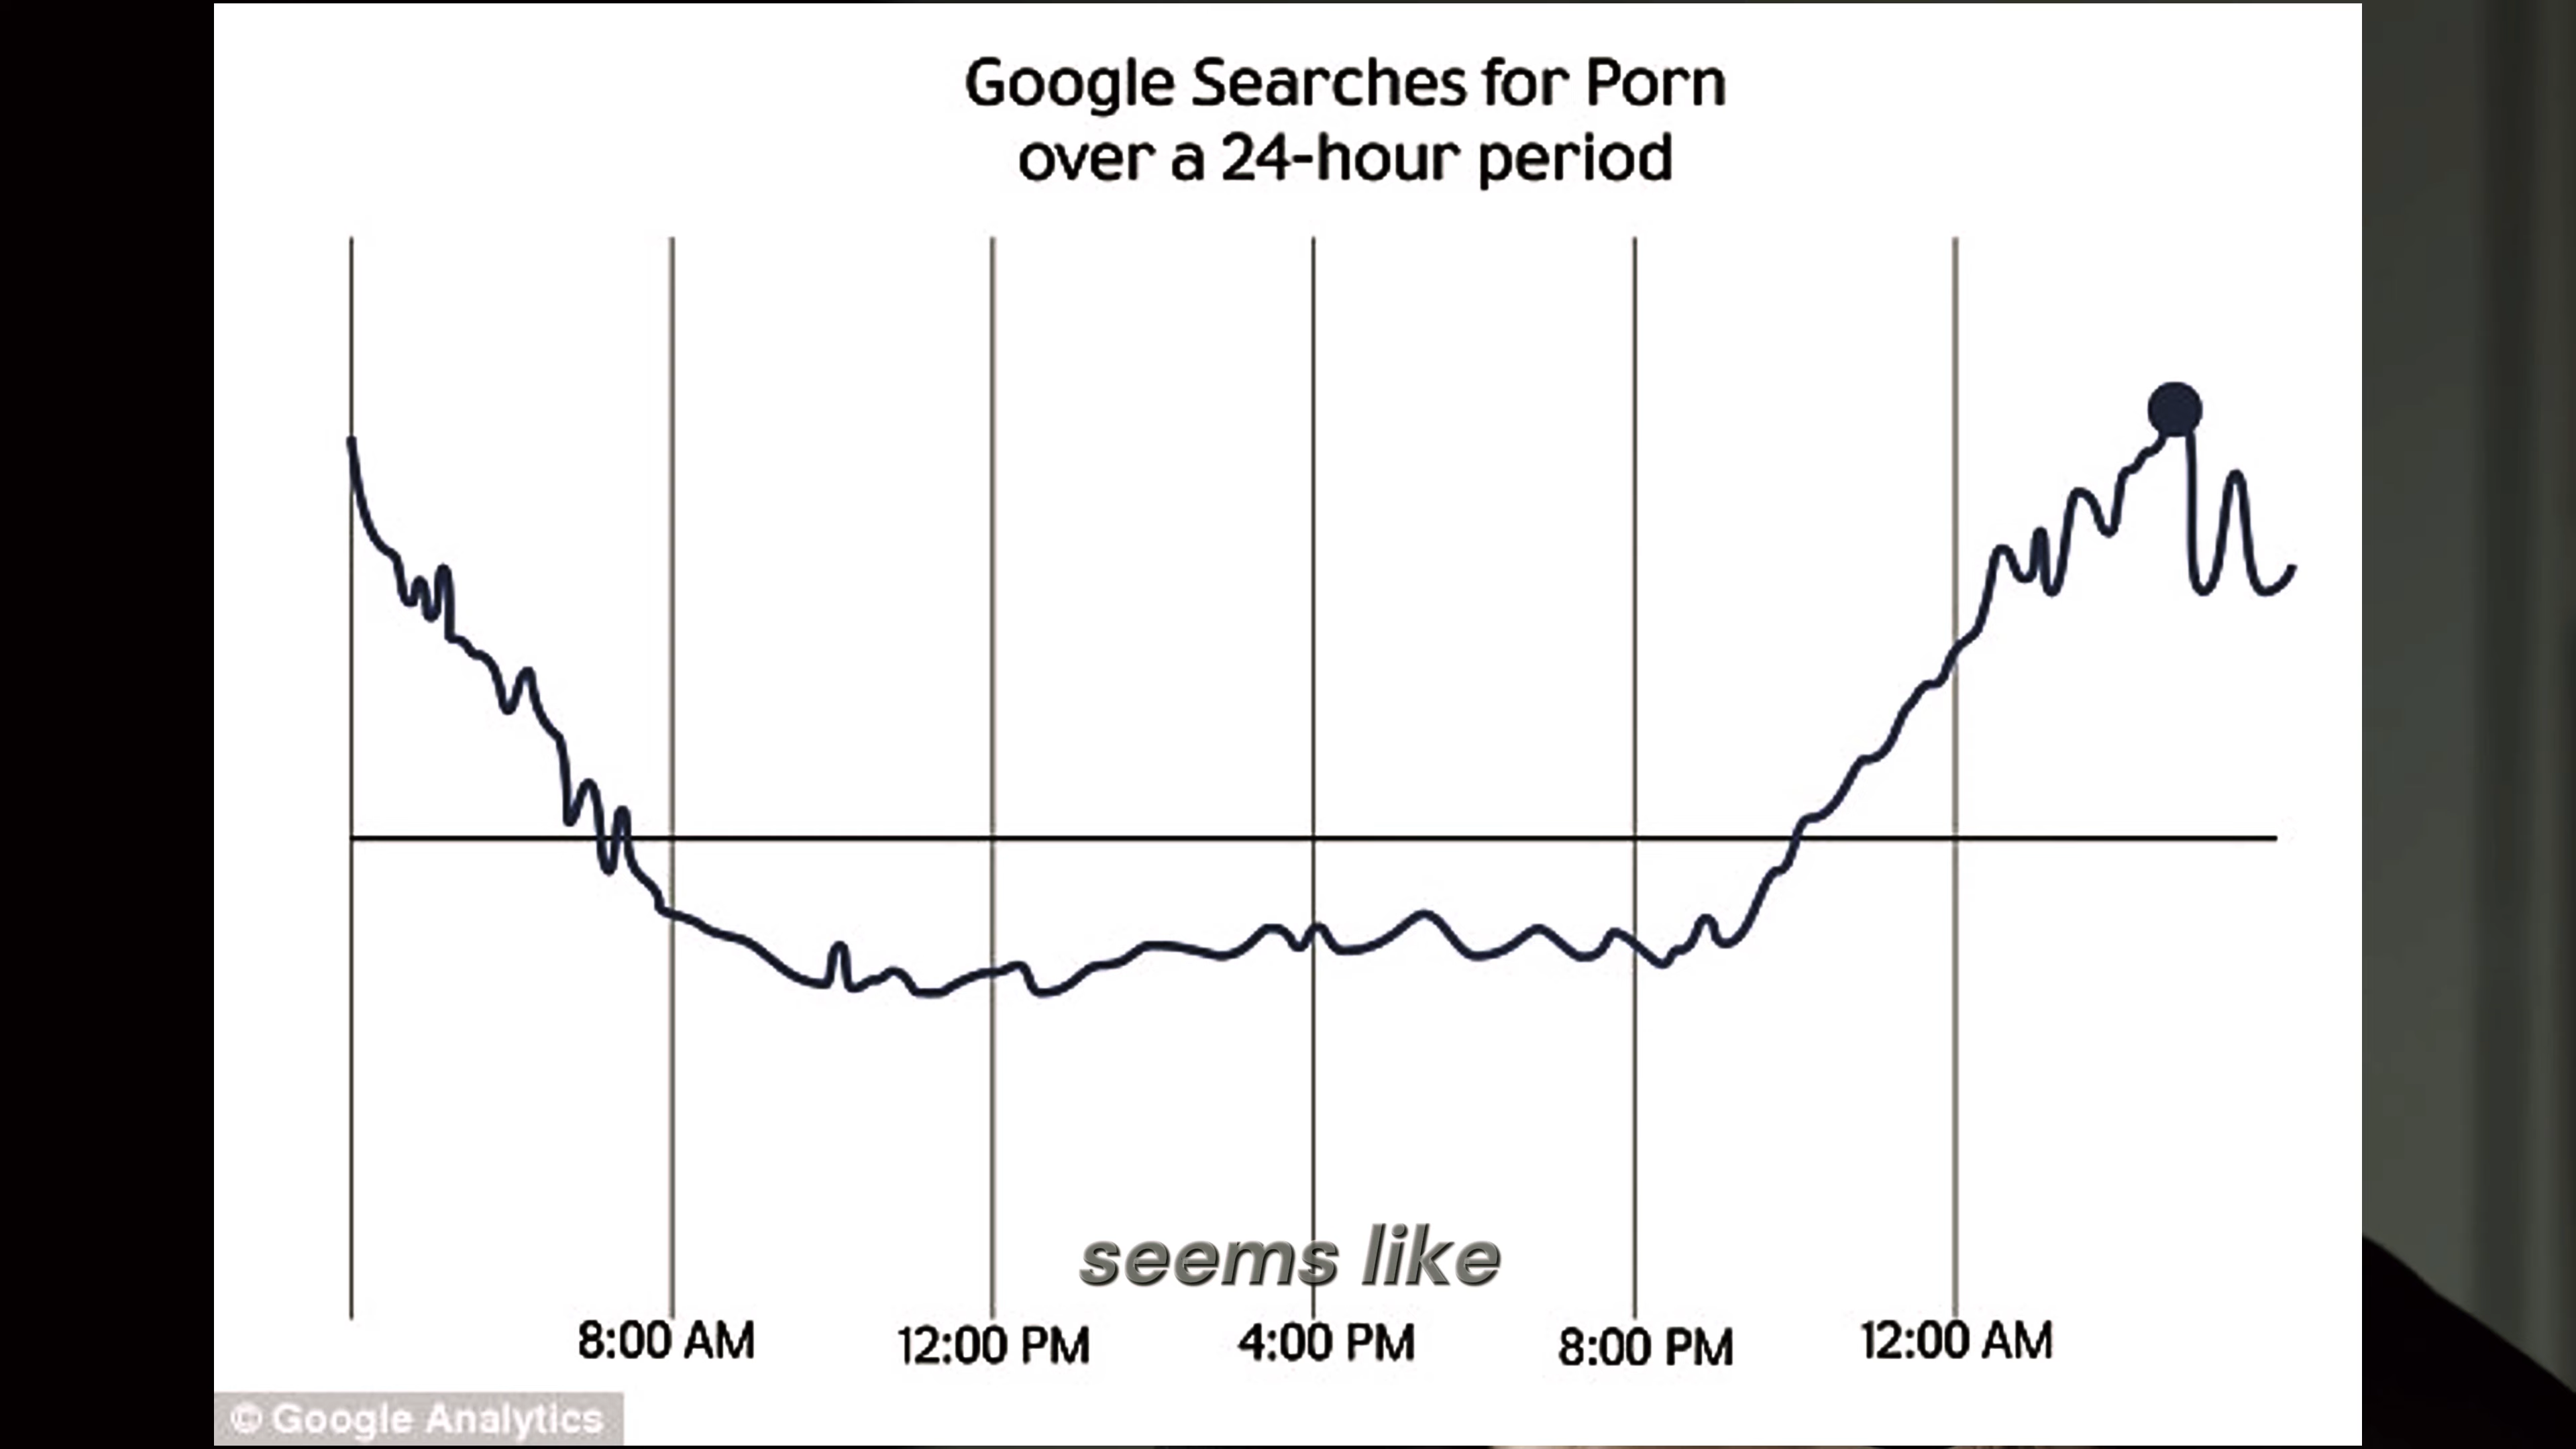 Google Searches for Porn
over a 24-hour period
seems like
8:00 AM 12:00 PM 4:00 PM 8:00 PM 12:00 AM
© Google Analytics